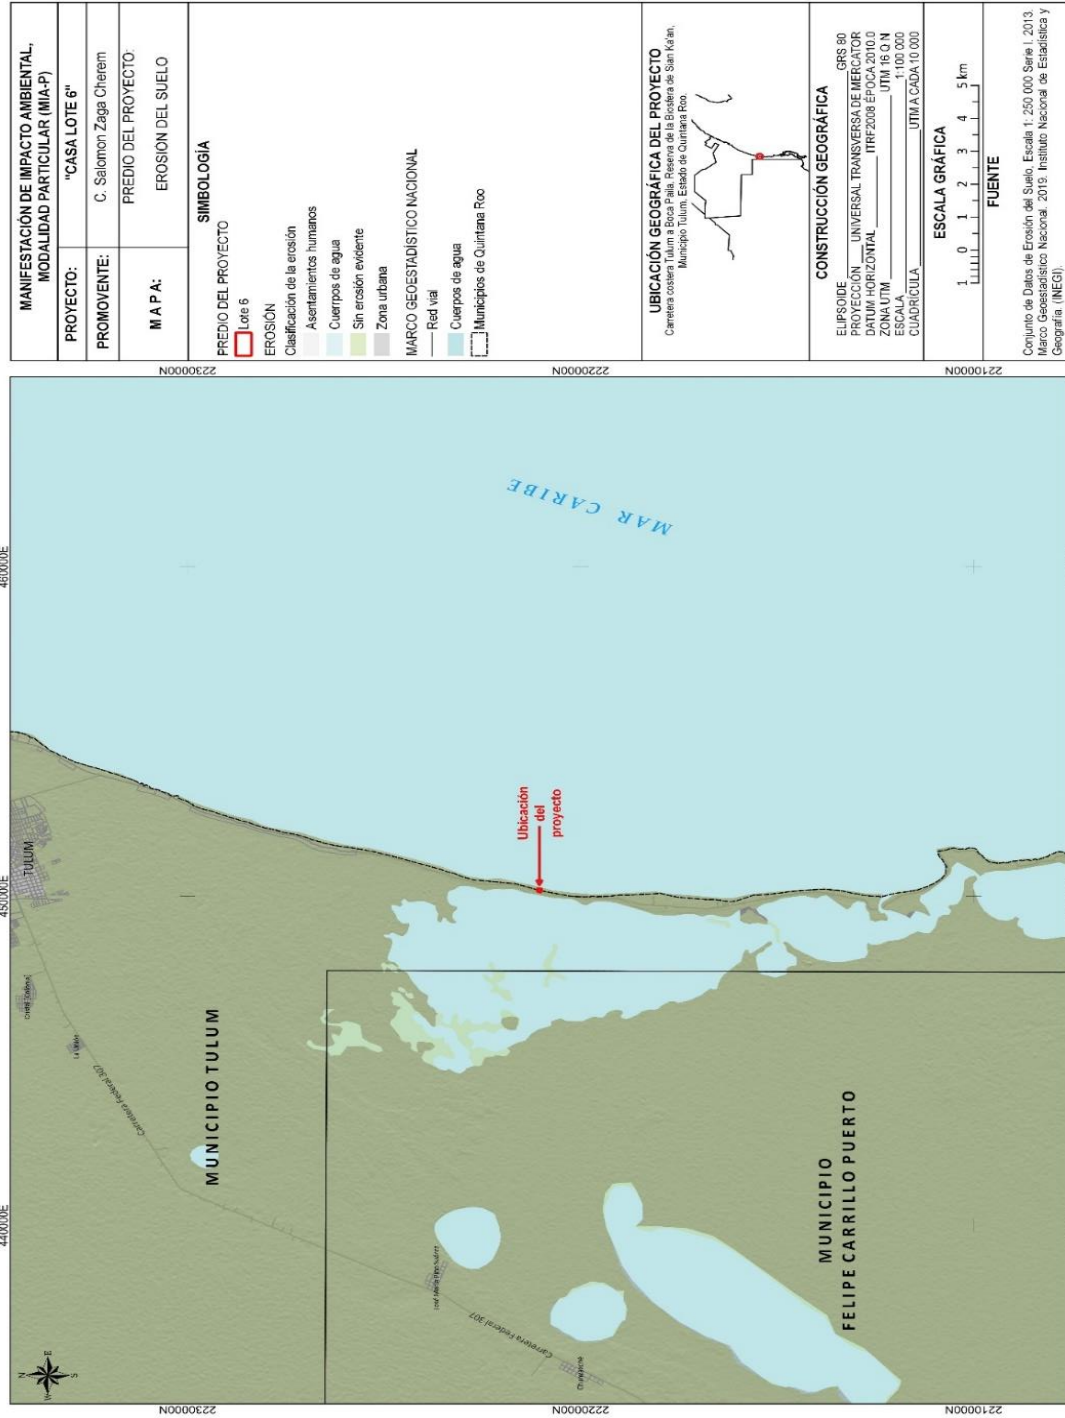 MANIFESTACIÓN DE IMPACTO AMBIENTAL,
MODALIDAD PARTICULAR (MIA-P)
PROYECTO:
"CASA LOTE 6"
PROMOVENTE:
C. Salomon Zaga Cherem
M A P A:
PREDIO DEL PROYECTO:
EROSIÓN DEL SUELO
SIMBOLOGÍA
PREDIO DEL PROYECTO
Lote 6
EROSIÓN
Clasificación de la erosión
Asentamientos humanos
Cuerpos de agua
Sin erosión evidente
Zona urbana
MARCO GEOESTADÍSTICO NACIONAL
Red vial
Cuerpos de agua
Municipios de Quintana Roo
UBICACIÓN GEOGRÁFICA DEL PROYECTO
Carretera costera Tulum a Boca Paila, Reserva de la Biosfera de Sian Ka'an,
Municipio Tulum, Estado de Quintana Roo.
CONSTRUCCIÓN GEOGRÁFICA
ELIPSOIDE GRS 80
PROYECCIÓN UNIVERSAL TRANSVERSA DE MERCATOR
DATUM HORIZONTAL ITRF2008 ÉPOCA 2010.0
ZONA UTM UTM 16 Q N
ESCALA 1:100 000
CUADRÍCULA UTM A CADA 10 000
ESCALA GRÁFICA
1 0 1 2 3 4 5 km
FUENTE
Conjunto de Datos de Erosión del Suelo, Escala 1: 250 000 Serie I. 2013.
Marco Geoestadístico Nacional. 2019. Instituto Nacional de Estadística y
Geografía. (INEGI).
440000E
450000E
460000E
2230000N
2220000N
2210000N
2230000N
2220000N
2210000N
N
E
S
W
TULUM
Carretera Federal 307
MUNICIPIO TULUM
MAR CARIBE
Ubicación
del
proyecto
Carretera Federal 307
MUNICIPIO
FELIPE CARRILLO PUERTO